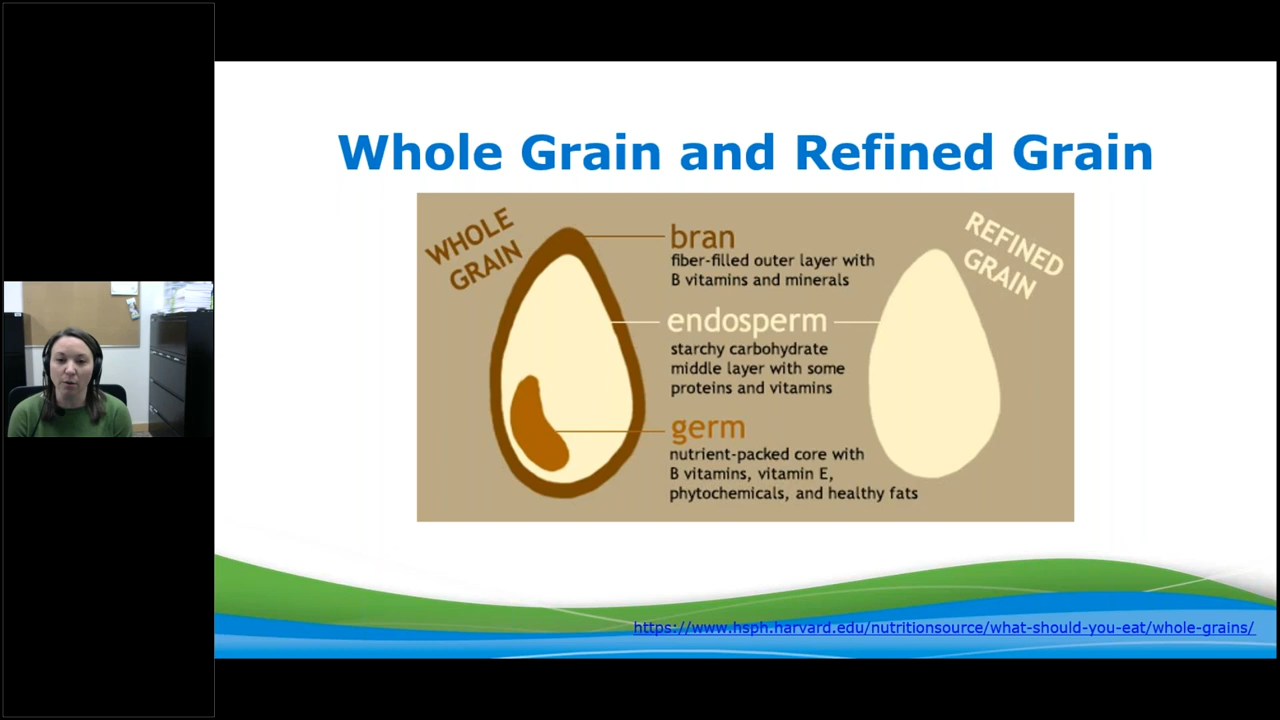 Whole Grain and Refined Grain
WHOLE
GRAIN
bran
fiber-filled outer layer with
B vitamins and minerals
endosperm
starchy carbohydrate
middle layer with some
proteins and vitamins
germ
nutrient-packed core with
B vitamins, vitamin E,
phytochemicals, and healthy fats
REFINED
GRAIN
https://www.hsph.harvard.edu/nutritionsource/what-should-you-eat/whole-grains/